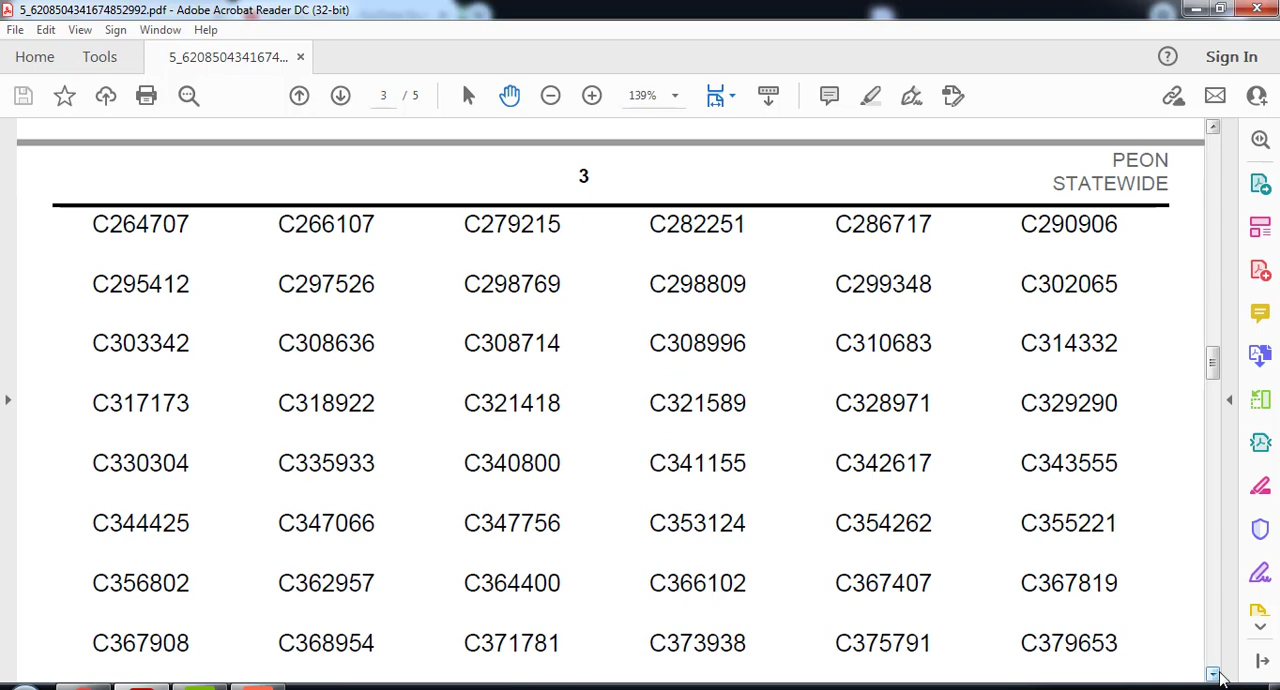 5_6208504341674852992.pdf - Adobe Acrobat Reader DC (32-bit)
File Edit View Sign Window Help
Home Tools 5_6208504341674... × Sign In
3 / 5 139%
PEON
3
STATEWIDE
C264707 C266107 C279215 C282251 C286717 C290906
C295412 C297526 C298769 C298809 C299348 C302065
C303342 C308636 C308714 C308996 C310683 C314332
C317173 C318922 C321418 C321589 C328971 C329290
C330304 C335933 C340800 C341155 C342617 C343555
C344425 C347066 C347756 C353124 C354262 C355221
C356802 C362957 C364400 C366102 C367407 C367819
C367908 C368954 C371781 C373938 C375791 C379653